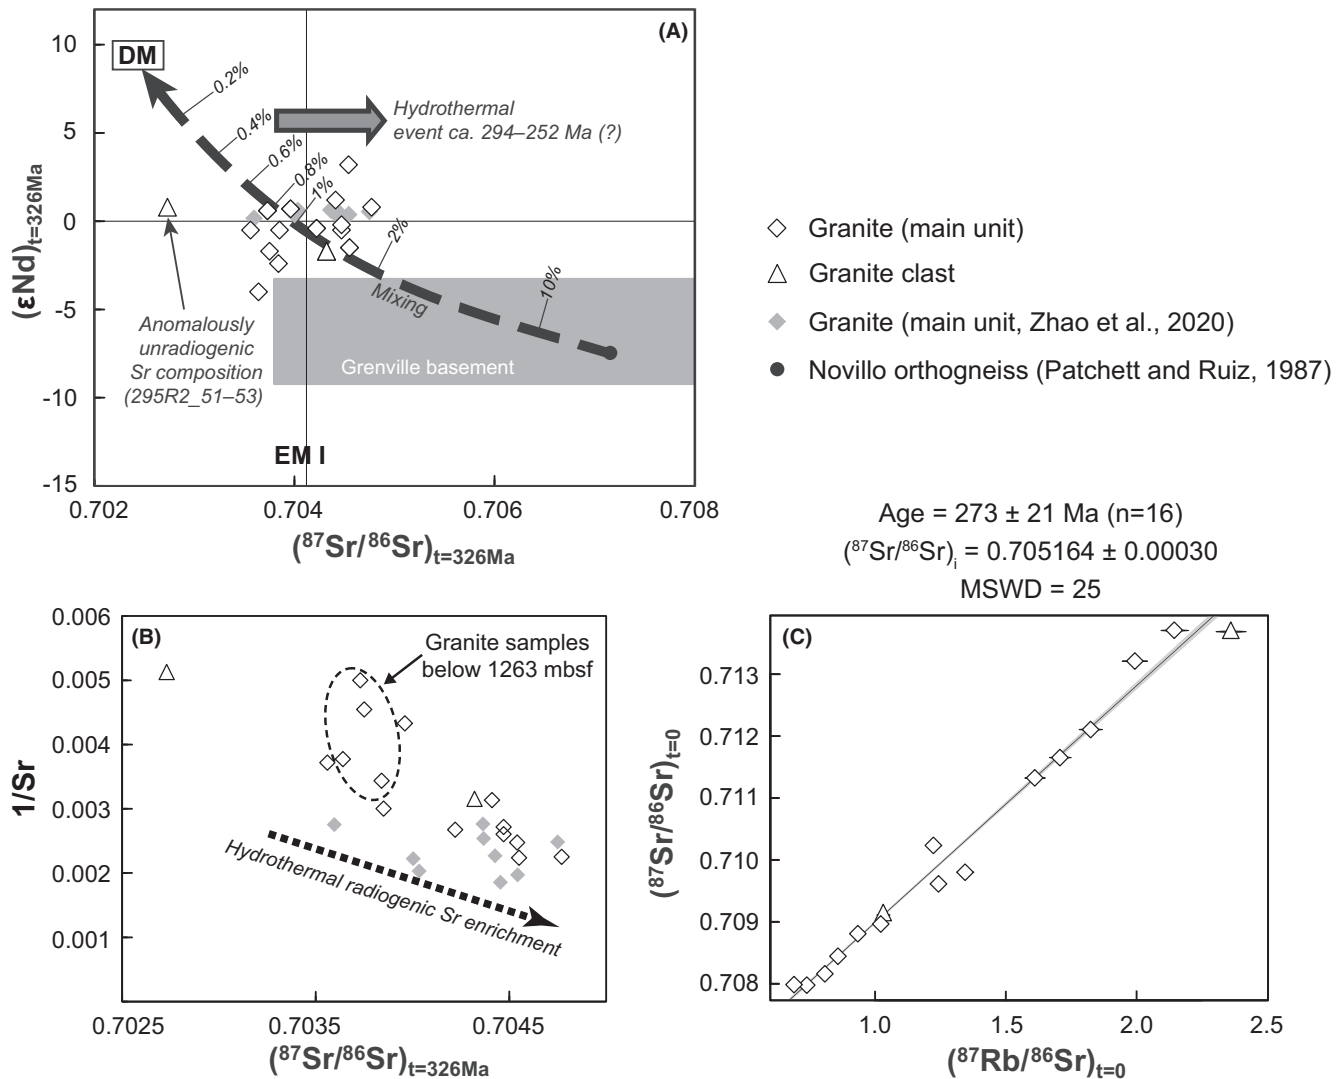 (A)
10
5
0
-5
-10
-15
(εNd)t=326Ma
DM
0.2%
0.4%
0.6%
0.8%
1%
2%
10%
Hydrothermal
event ca. 294–252 Ma (?)
Mixing
Grenville basement
Anomalously
unradiogenic
Sr composition
(295R2_51–53)
EM I
0.702
0.704
0.706
0.708
(87Sr/86Sr)t=326Ma
Granite (main unit)
Granite clast
Granite (main unit, Zhao et al., 2020)
Novillo orthogneiss (Patchett and Ruiz, 1987)
(B)
0.006
0.005
0.004
0.003
0.002
0.001
1/Sr
Granite samples
below 1263 mbsf
Hydrothermal radiogenic Sr enrichment
0.7025
0.7035
0.7045
(87Sr/86Sr)t=326Ma
Age = 273 ± 21 Ma (n=16)
(87Sr/86Sr)i = 0.705164 ± 0.00030
MSWD = 25
(C)
0.713
0.712
0.711
0.710
0.709
0.708
(87Sr/86Sr)t=0
1.0
1.5
2.0
2.5
(87Rb/86Sr)t=0